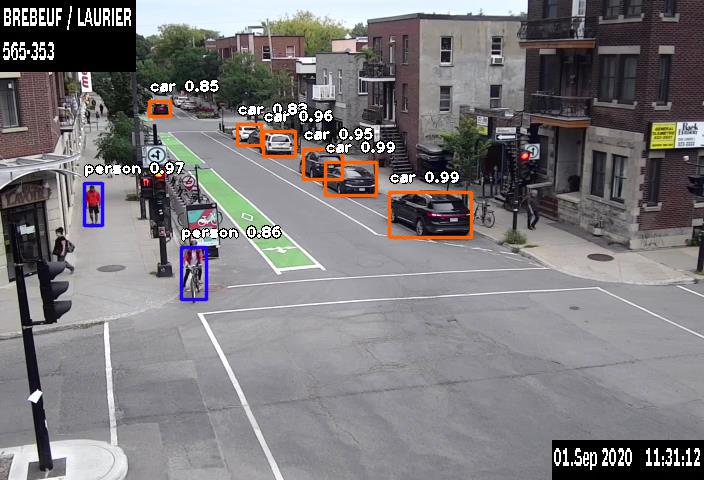 BREBEUF / LAURIER
565-353
car 0.85
car 0.83
car 0.96
car 0.95
car 0.99
car 0.99
person 0.97
person 0.86
01.Sep 2020 11:31:12